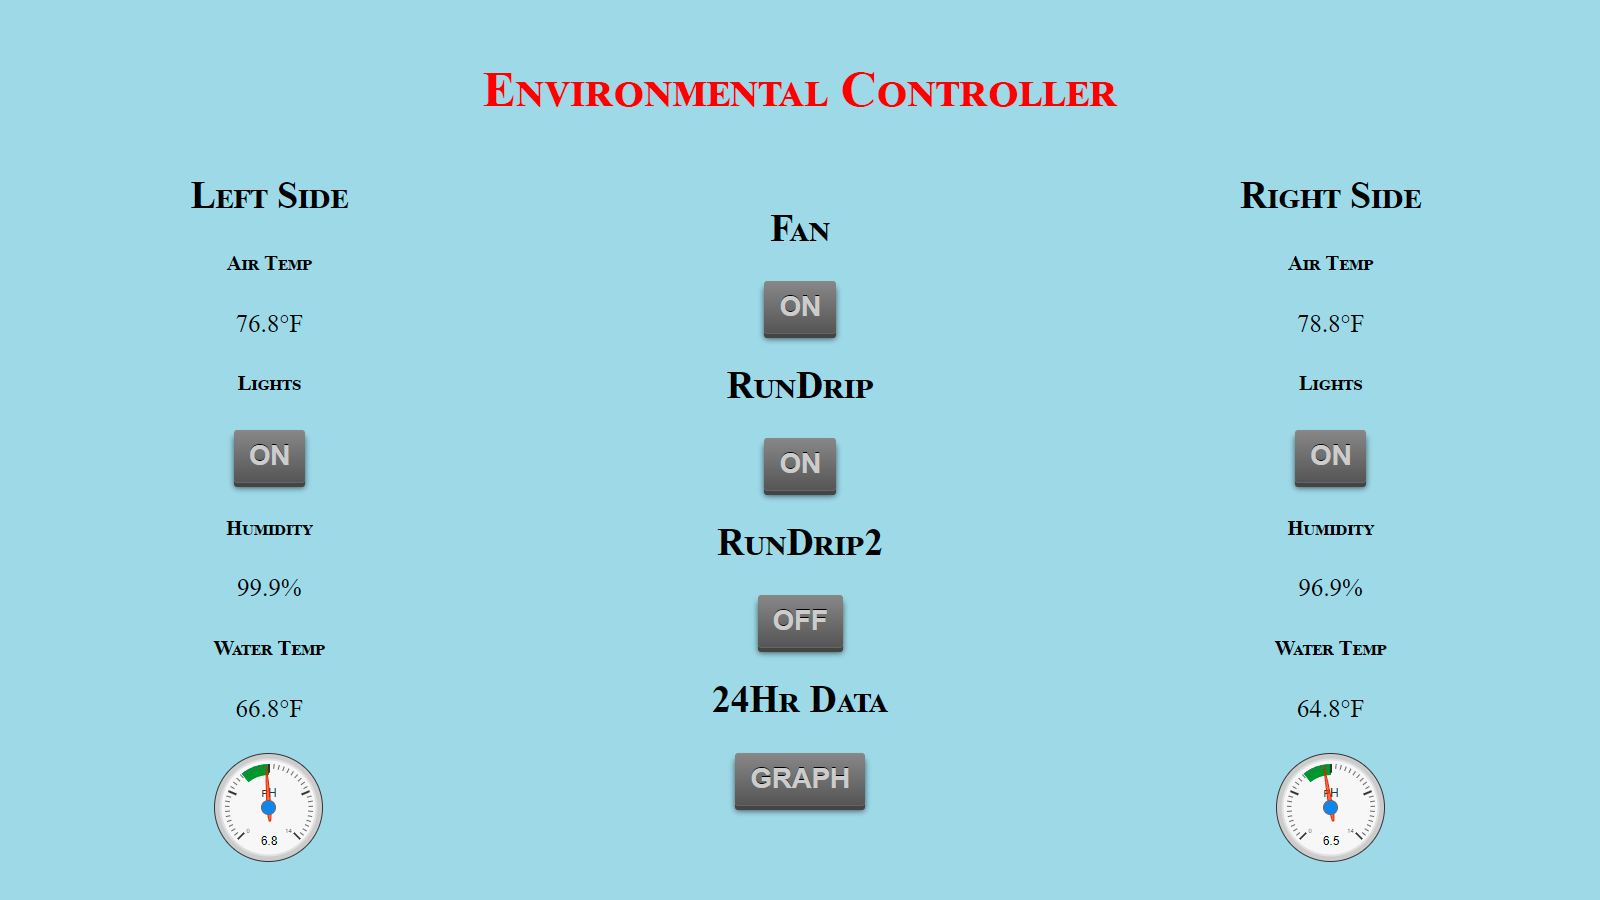 Environmental Controller
Left Side
Air Temp
76.8°F
Lights
ON
Humidity
99.9%
Water Temp
66.8°F
pH
0 14
6.8
Fan
ON
RunDrip
ON
RunDrip2
OFF
24Hr Data
GRAPH
Right Side
Air Temp
78.8°F
Lights
ON
Humidity
96.9%
Water Temp
64.8°F
pH
0 14
6.5